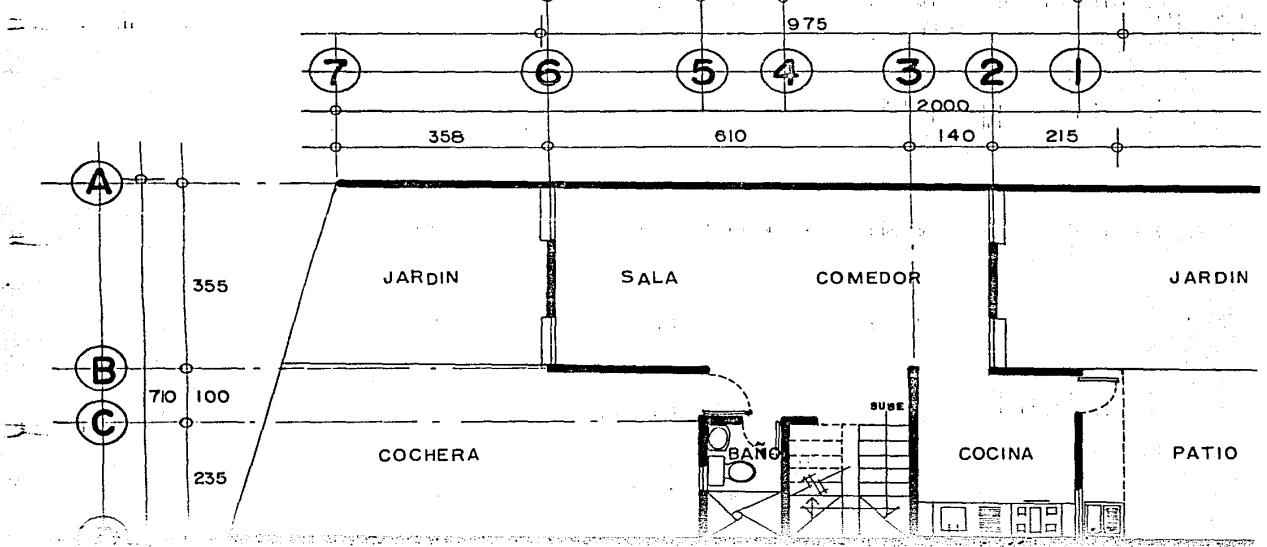 975
7 6 5 4 3 2 1
2000
358 610 140 215
A
JARDIN SALA COMEDOR JARDIN
355
B
710 100
SUBE
C
COCHERA BAÑO COCINA PATIO
235